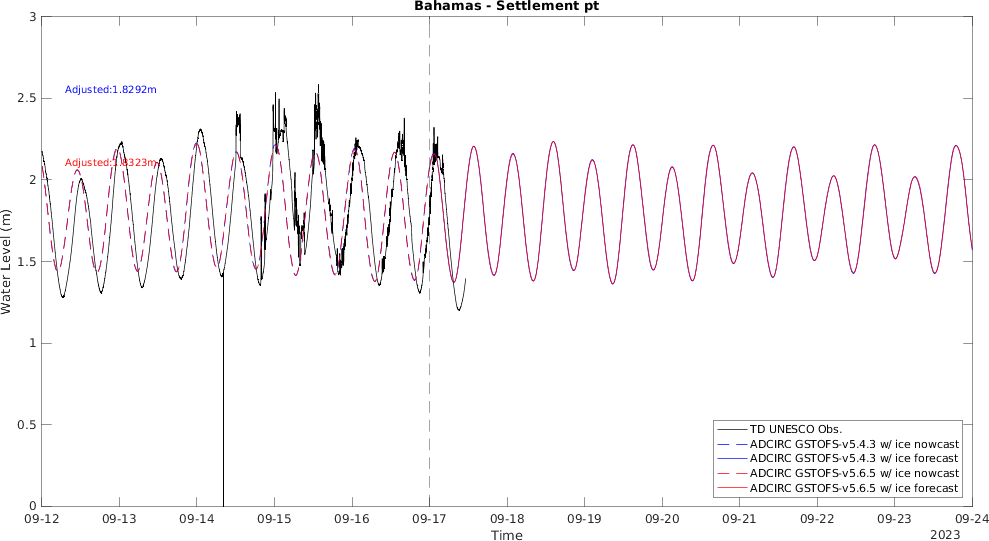 Bahamas - Settlement pt
3
2.5
2
1.5
1
0.5
0
Water Level (m)
Adjusted:1.8292m
Adjusted:1.8323m
TD UNESCO Obs.
ADCIRC GSTOFS-v5.4.3 w/ ice nowcast
ADCIRC GSTOFS-v5.4.3 w/ ice forecast
ADCIRC GSTOFS-v5.6.5 w/ ice nowcast
ADCIRC GSTOFS-v5.6.5 w/ ice forecast
09-12 09-13 09-14 09-15 09-16 09-17 09-18 09-19 09-20 09-21 09-22 09-23 09-24
Time
2023